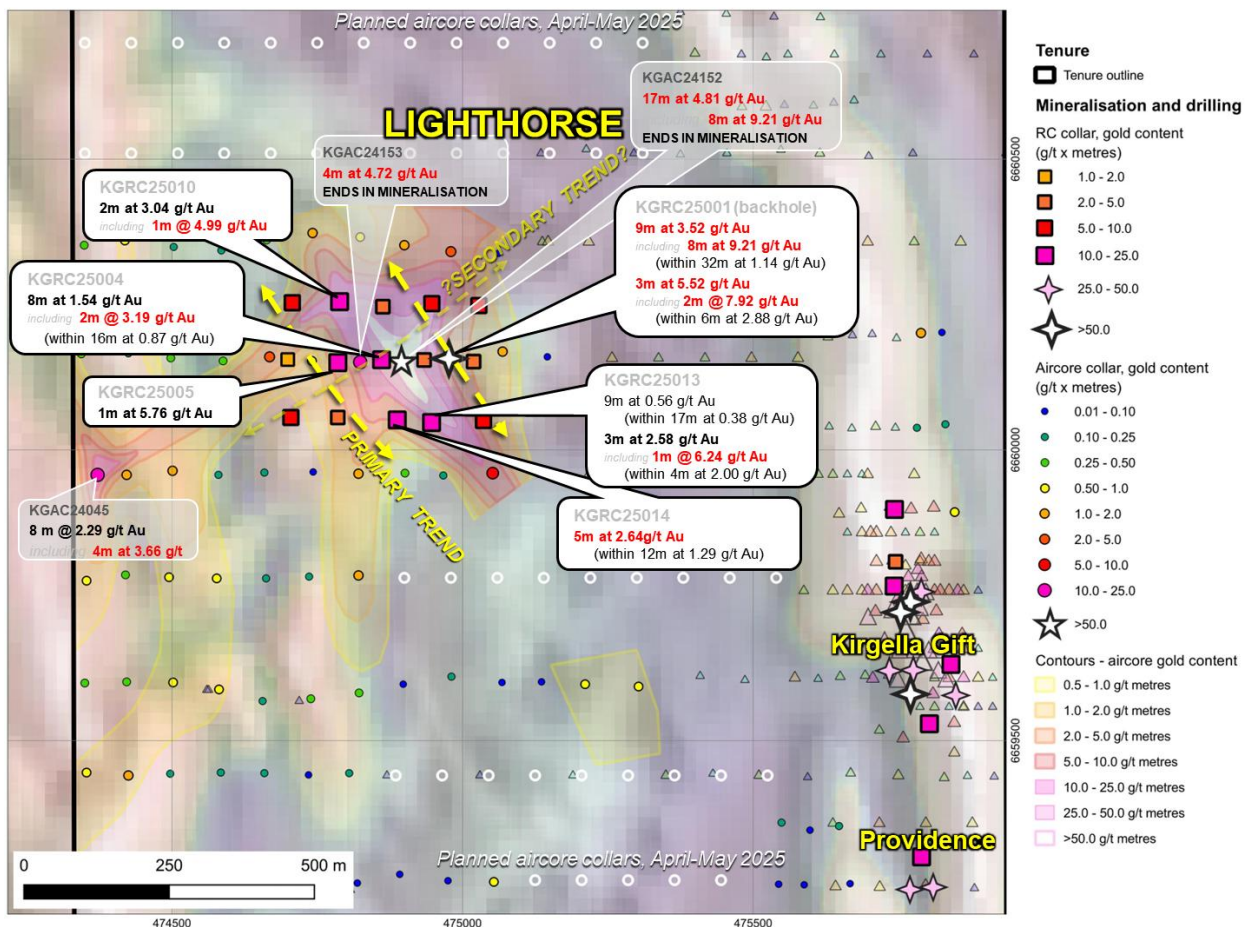 Planned aircore collars, April-May 2025
LIGHTHORSE
KGAC24152
17m at 4.81 g/t Au
including 8m at 9.21 g/t Au
ENDS IN MINERALISATION
KGAC24153
4m at 4.72 g/t Au
ENDS IN MINERALISATION
?SECONDARY TREND?
KGRC25010
2m at 3.04 g/t Au
including 1m @ 4.99 g/t Au
KGRC25001 (backhole)
9m at 3.52 g/t Au
including 8m at 9.21 g/t Au
(within 32m at 1.14 g/t Au)
3m at 5.52 g/t Au
including 2m @ 7.92 g/t Au
(within 6m at 2.88 g/t Au)
KGRC25004
8m at 1.54 g/t Au
including 2m @ 3.19 g/t Au
(within 16m at 0.87 g/t Au)
KGRC25005
1m at 5.76 g/t Au
KGRC25013
9m at 0.56 g/t Au
(within 17m at 0.38 g/t Au)
3m at 2.58 g/t Au
including 1m @ 6.24 g/t Au
(within 4m at 2.00 g/t Au)
PRIMARY TREND
KGAC24045
8 m @ 2.29 g/t Au
including 4m at 3.66 g/t
KGRC25014
5m at 2.64g/t Au
(within 12m at 1.29 g/t Au)
Kirgella Gift
Providence
Planned aircore collars, April-May 2025
0 250 500 m
474500 475000 475500
6660500
6660000
6659500
Tenure
Tenure outline
Mineralisation and drilling
RC collar, gold content
(g/t x metres)
1.0 - 2.0
2.0 - 5.0
5.0 - 10.0
10.0 - 25.0
25.0 - 50.0
>50.0
Aircore collar, gold content
(g/t x metres)
0.01 - 0.10
0.10 - 0.25
0.25 - 0.50
0.50 - 1.0
1.0 - 2.0
2.0 - 5.0
5.0 - 10.0
10.0 - 25.0
>50.0
Contours - aircore gold content
0.5 - 1.0 g/t metres
1.0 - 2.0 g/t metres
2.0 - 5.0 g/t metres
5.0 - 10.0 g/t metres
10.0 - 25.0 g/t metres
25.0 - 50.0 g/t metres
>50.0 g/t metres